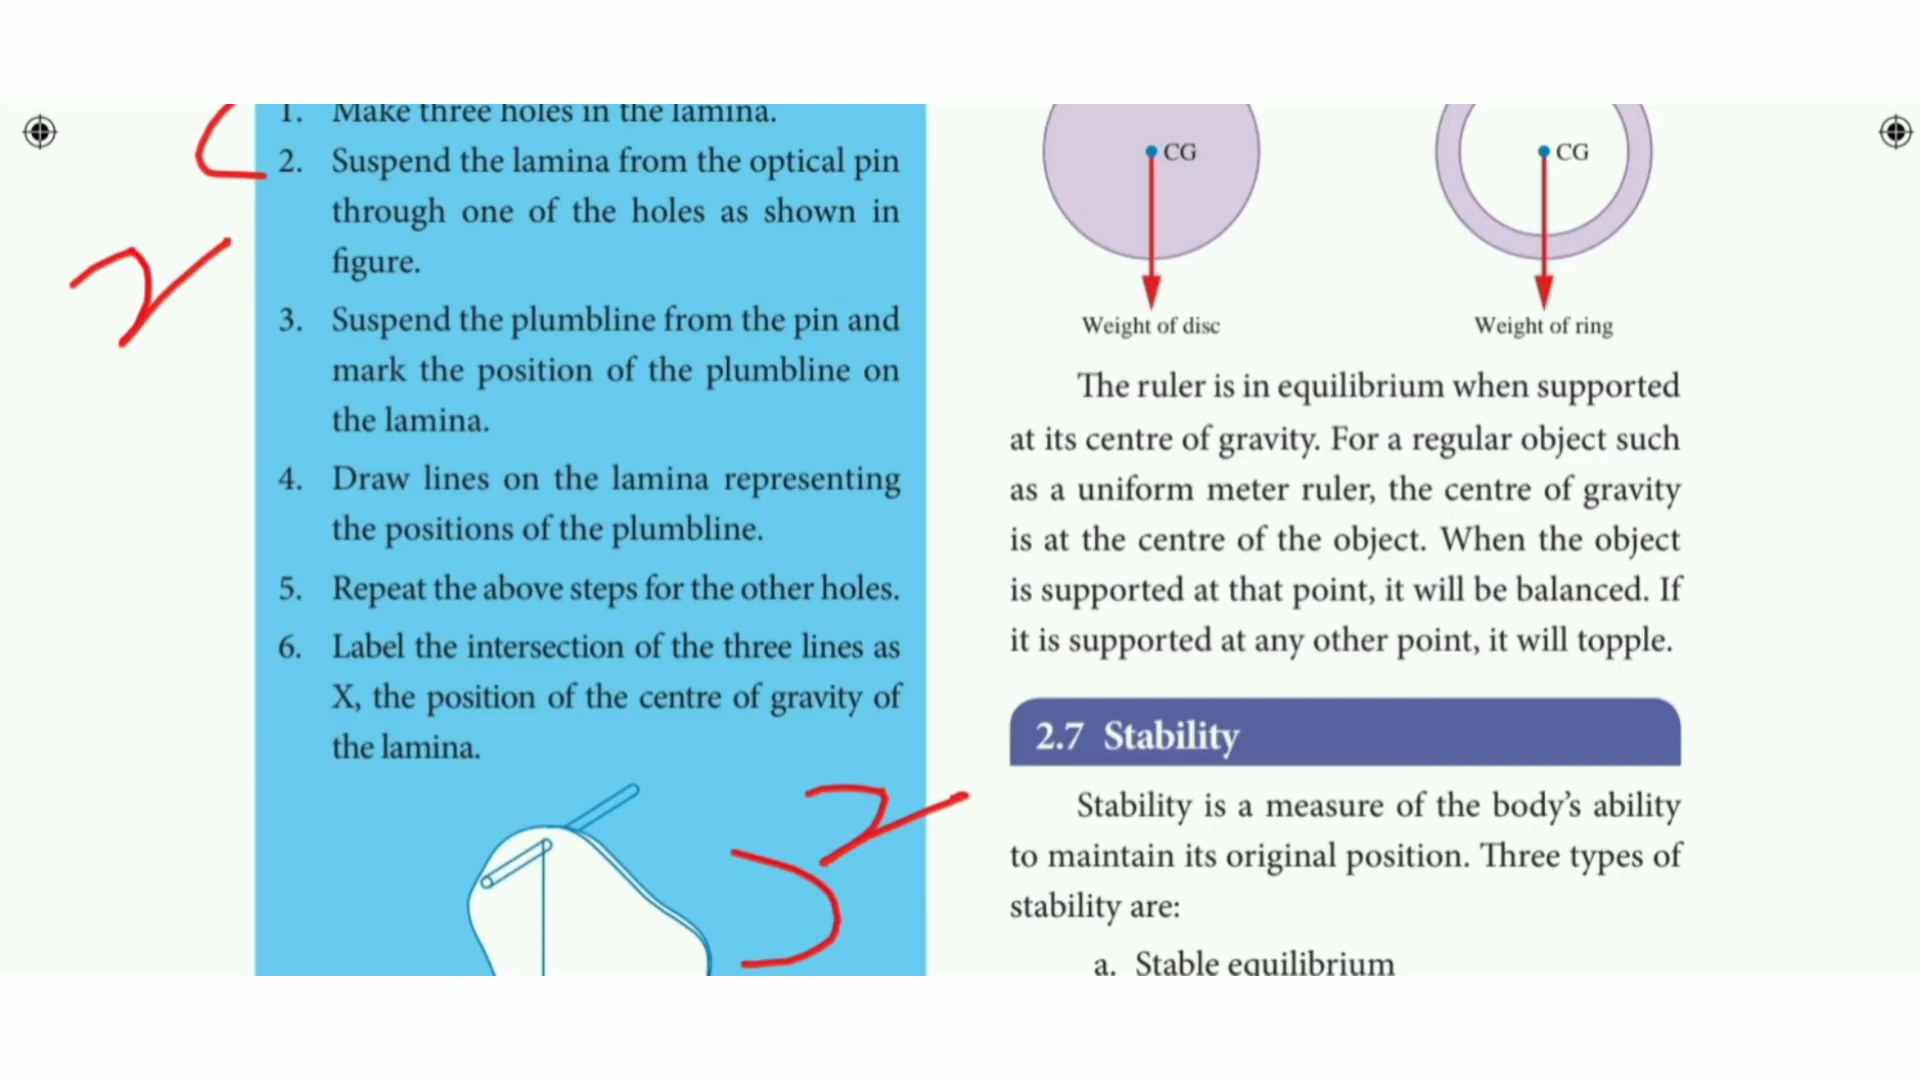 1. Make three holes in the lamina.
2. Suspend the lamina from the optical pin
through one of the holes as shown in
figure.
3. Suspend the plumbline from the pin and
mark the position of the plumbline on
the lamina.
4. Draw lines on the lamina representing
the positions of the plumbline.
5. Repeat the above steps for the other holes.
6. Label the intersection of the three lines as
X, the position of the centre of gravity of
the lamina.
CG
CG
Weight of disc
Weight of ring
The ruler is in equilibrium when supported
at its centre of gravity. For a regular object such
as a uniform meter ruler, the centre of gravity
is at the centre of the object. When the object
is supported at that point, it will be balanced. If
it is supported at any other point, it will topple.
2.7 Stability
Stability is a measure of the body’s ability
to maintain its original position. Three types of
stability are:
a. Stable equilibrium